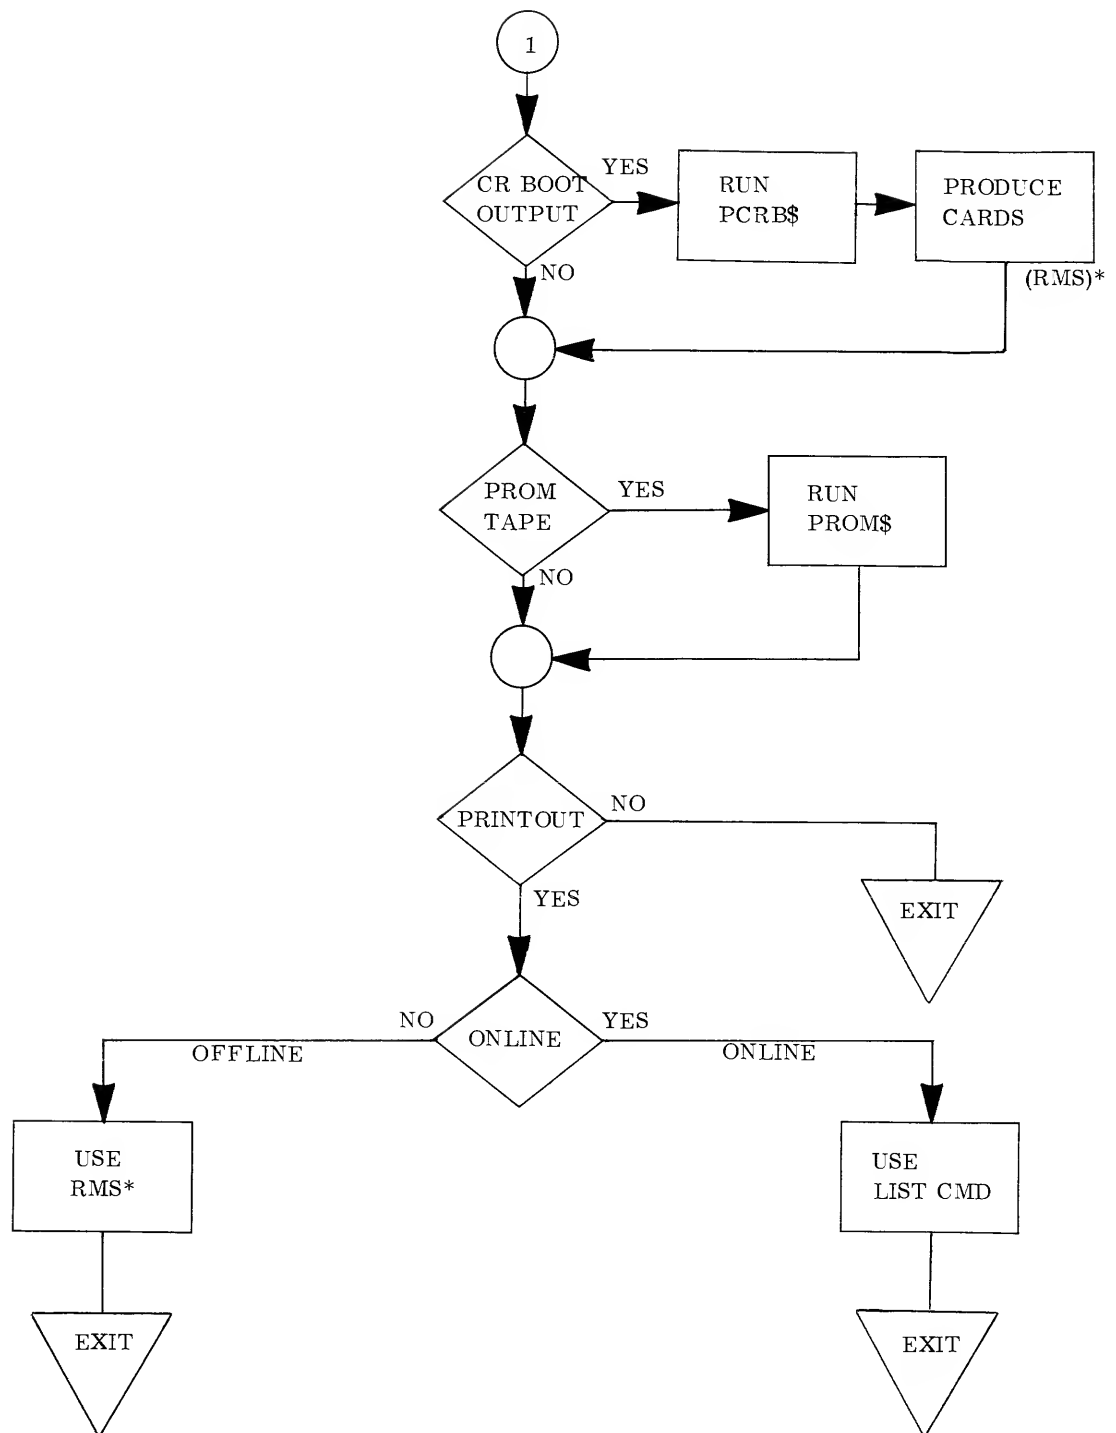 1
CR BOOT
OUTPUT
YES
RUN
PCRB$
PRODUCE
CARDS
(RMS)*
NO
PROM
TAPE
YES
RUN
PROM$
NO
PRINTOUT
NO
EXIT
YES
ONLINE
NO
OFFLINE
YES
ONLINE
USE
RMS*
USE
LIST CMD
EXIT
EXIT